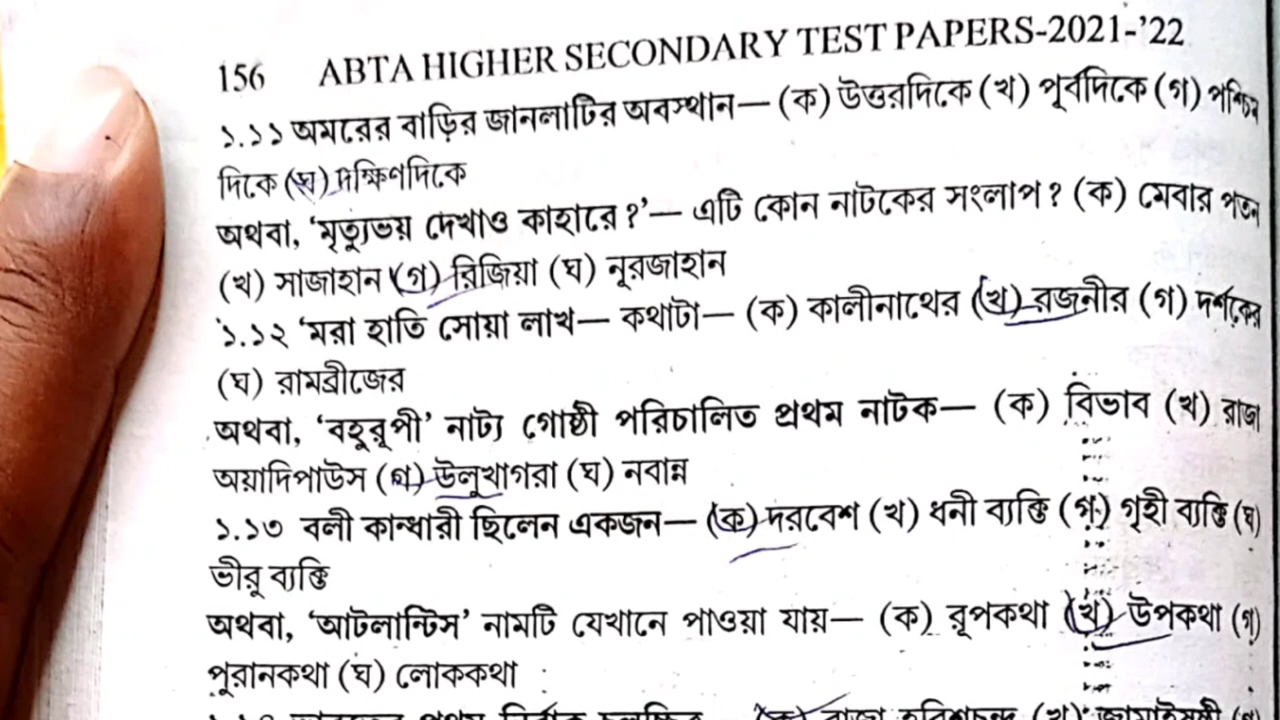 156 ABTA HIGHER SECONDARY TEST PAPERS-2021-'22
১.১১ অমরের বাড়ির জানলাটির অবস্থান— (ক) উত্তরদিকে (খ) পূর্বদিকে (গ) পশ্চিম
দিকে (ঘ) দক্ষিণদিকে
অথবা, ‘মৃত্যুভয় দেখাও কাহারে?’— এটি কোন নাটকের সংলাপ? (ক) মেবার পতন
(খ) সাজাহান (গ) রিজিয়া (ঘ) নূরজাহান
১.১২ ‘মরা হাতি সোয়া লাখ— কথাটা— (ক) কালীনাথের (খ) রজনীর (গ) দর্শকের
(ঘ) রামব্রীজের
অথবা, ‘বহুরূপী’ নাট্য গোষ্ঠী পরিচালিত প্রথম নাটক— (ক) বিভাব (খ) রাজা
অয়াদিপাউস (গ) উলুখাগরা (ঘ) নবান্ন
১.১৩ বলী কান্ধারী ছিলেন একজন— (ক) দরবেশ (খ) ধনী ব্যক্তি (গ) গৃহী ব্যক্তি (ঘ)
ভীরু ব্যক্তি
অথবা, ‘আটলান্টিস’ নামটি যেখানে পাওয়া যায়— (ক) রূপকথা (খ) উপকথা (গ)
পুরানকথা (ঘ) লোককথা